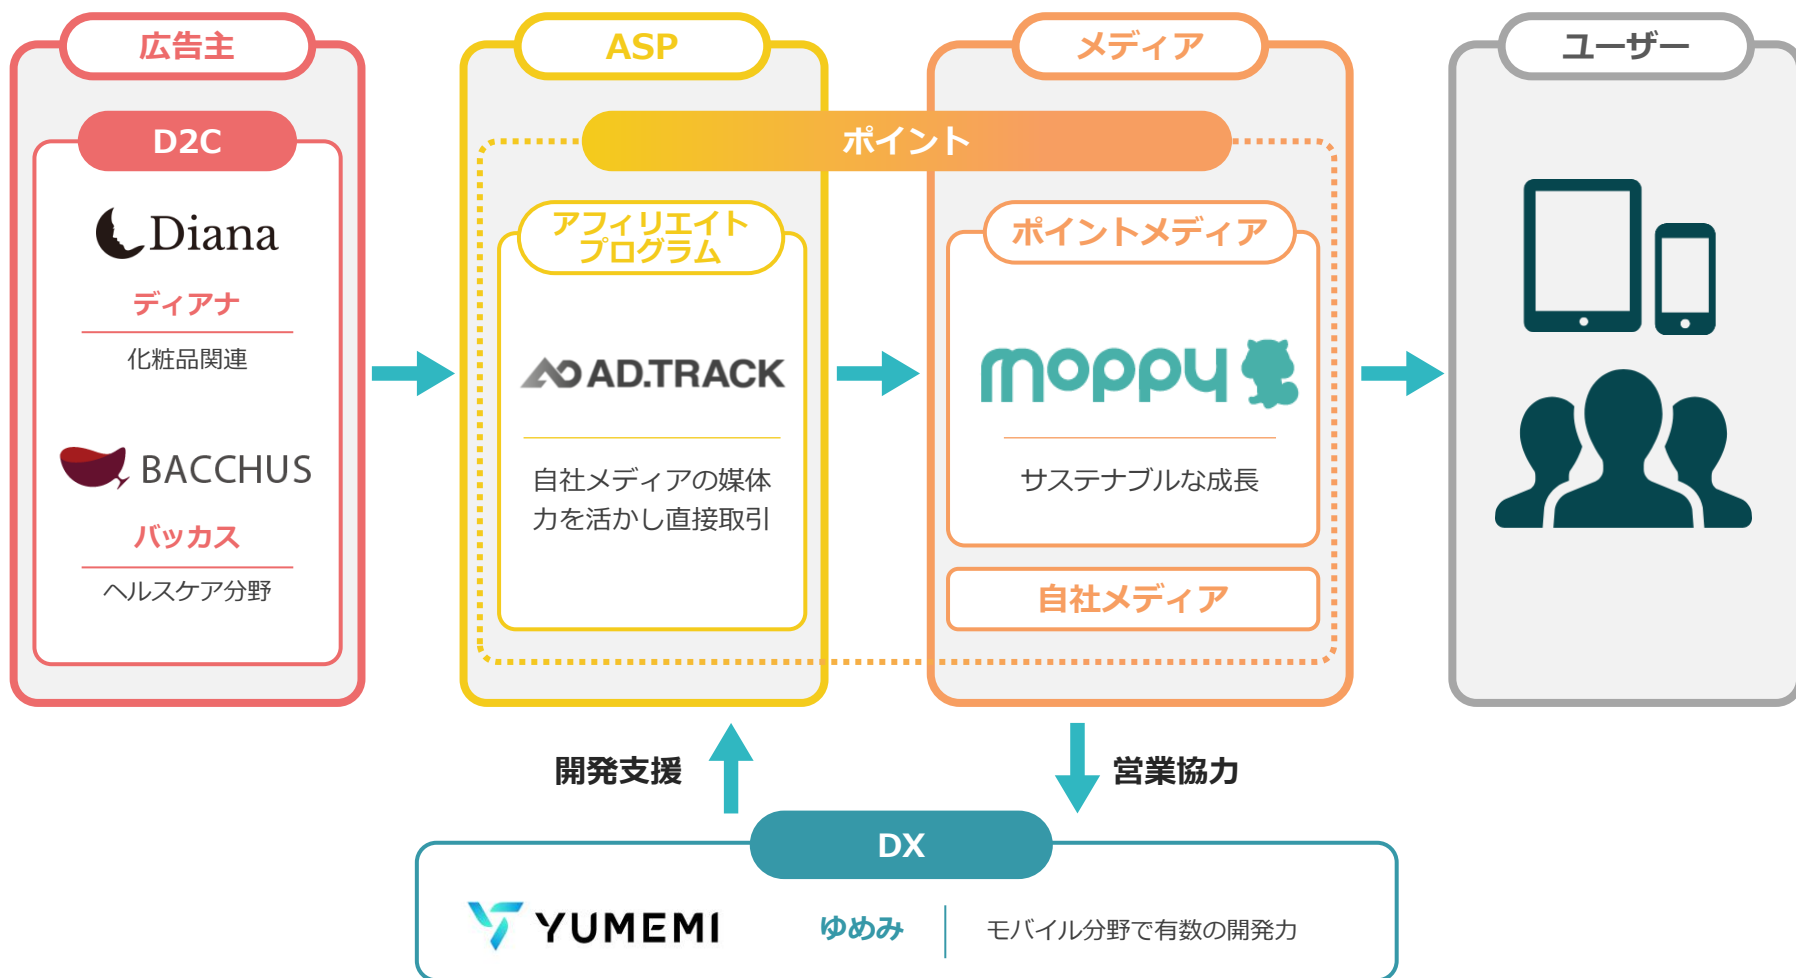 広告主
D2C
Diana
ディアナ
化粧品関連
BACCHUS
バッカス
ヘルスケア分野
ASP
メディア
ポイント
アフィリエイト
プログラム
AD.TRACK
自社メディアの媒体
力を活かし直接取引
ポイントメディア
moppy
サステナブルな成長
自社メディア
ユーザー
開発支援
営業協力
DX
YUMEMI
ゆめみ
モバイル分野で有数の開発力